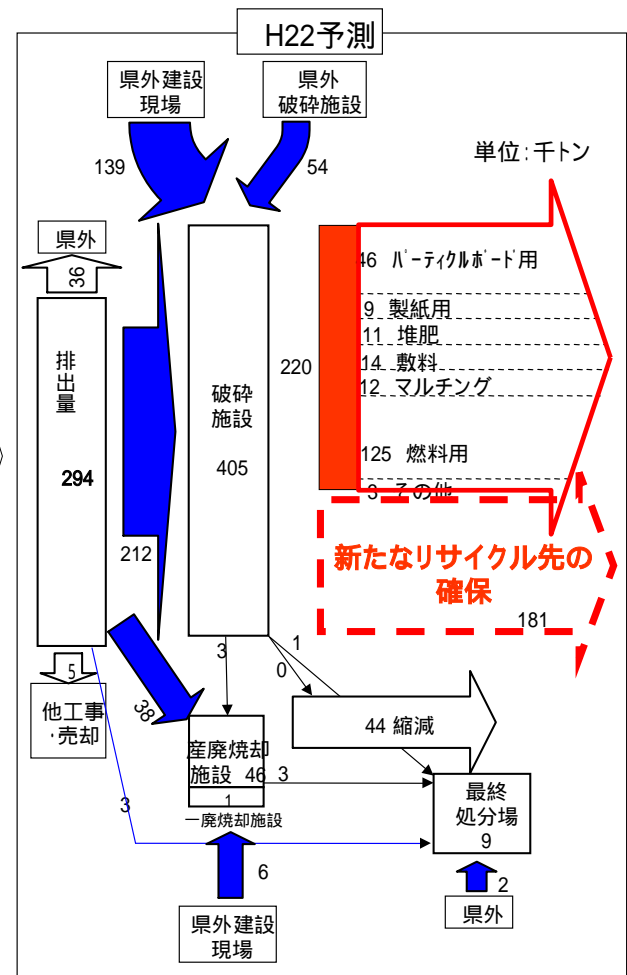 H22予測
県外建設
現場
県外
破砕施設
139
54
単位:千トン
県外
36
排出量
294
212
破砕
施設
405
220
46 パーティクルボード用
9 製紙用
11 堆肥
14 敷料
12 マルチング
125 燃料用
3 その他
新たなリサイクル先の
確保
181
5
他工事
・売却
38
3
0
1
44 縮減
産廃焼却
施設 46
3
1
一廃焼却施設
3
最終
処分場
9
6
県外建設
現場
2
県外